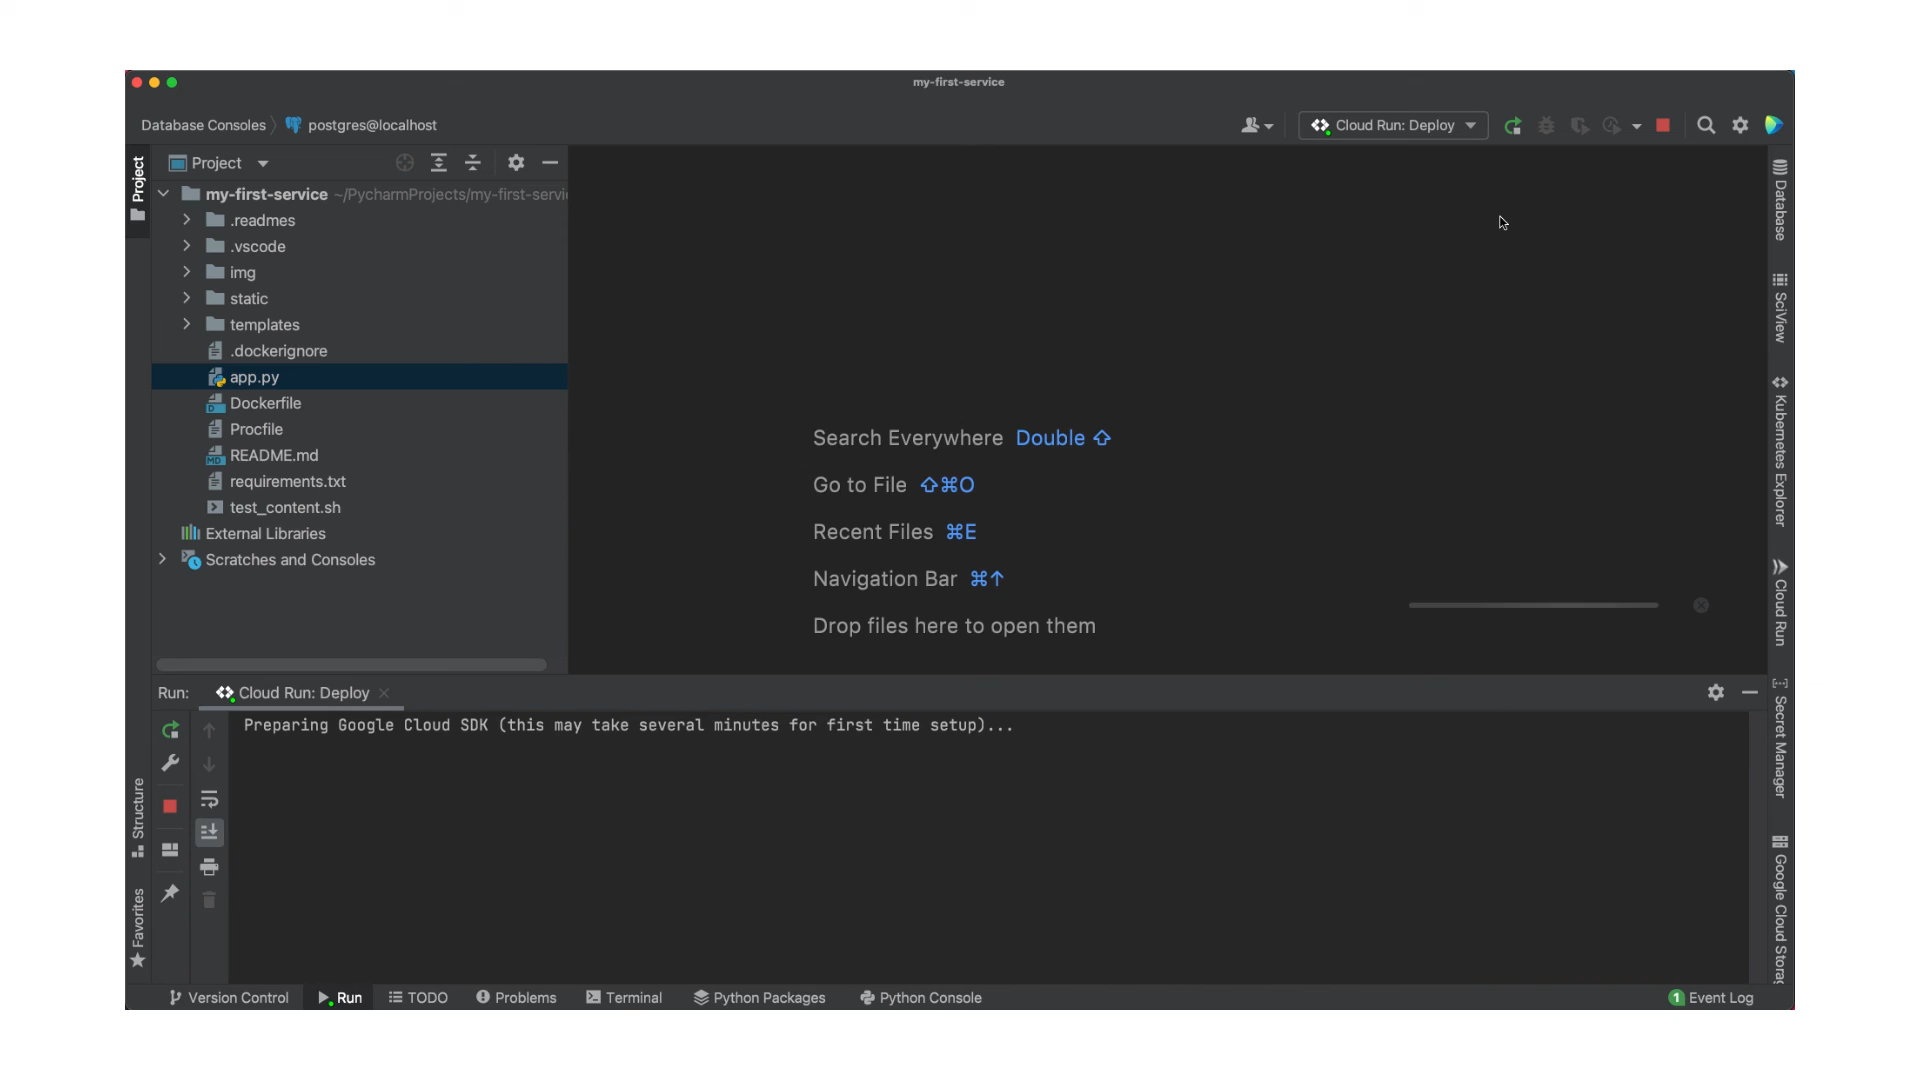 my-first-service
Database Consoles
postgres@localhost
Cloud Run: Deploy
Project
Project
my-first-service ~/PycharmProjects/my-first-servi
.readmes
.vscode
img
static
templates
.dockerignore
app.py
Dockerfile
Procfile
README.md
requirements.txt
test_content.sh
External Libraries
Scratches and Consoles
Search Everywhere Double ⇧
Go to File ⇧⌘O
Recent Files ⌘E
Navigation Bar ⌘↑
Drop files here to open them
Database
SciView
Kubernetes Explorer
Cloud Run
Secret Manager
Google Cloud Storag
Run:
Cloud Run: Deploy
Preparing Google Cloud SDK (this may take several minutes for first time setup)...
Structure
Favorites
Version Control
Run
TODO
Problems
Terminal
Python Packages
Python Console
1 Event Log